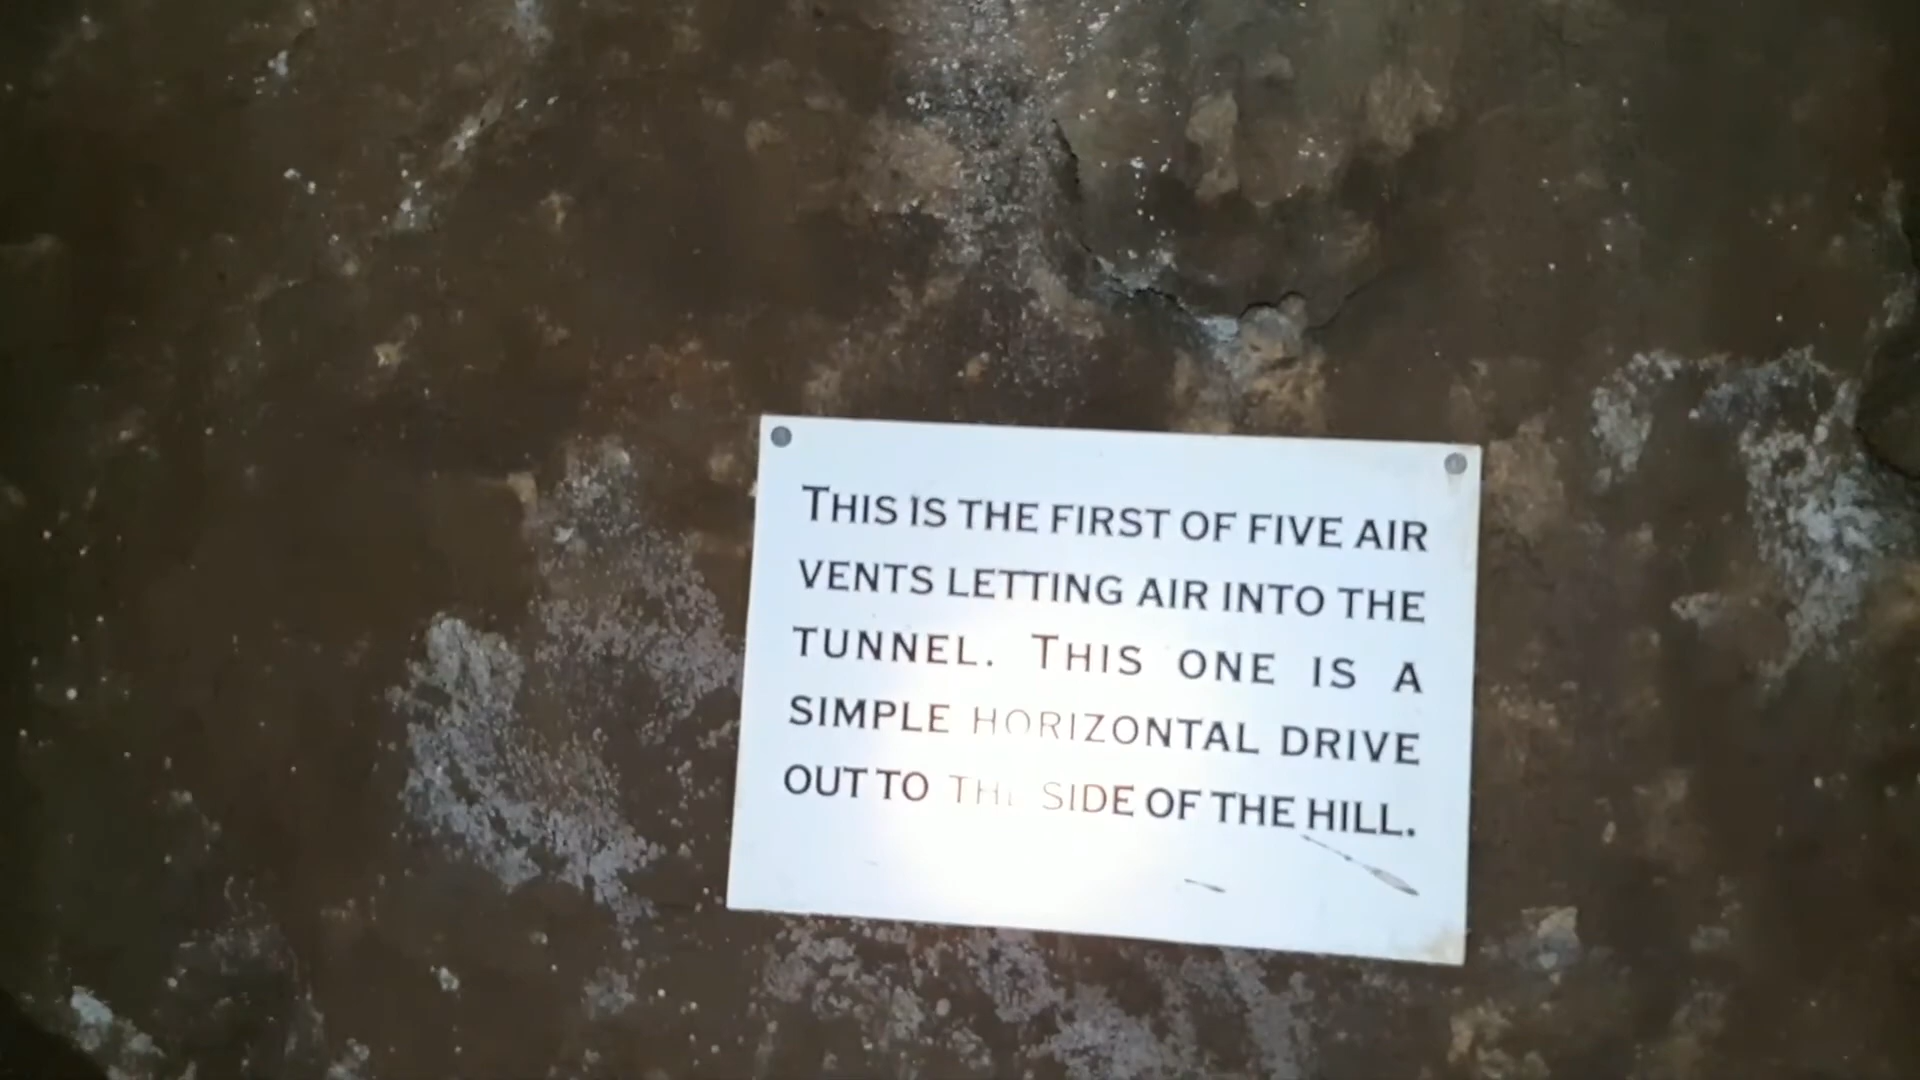 THIS IS THE FIRST OF FIVE AIR
VENTS LETTING AIR INTO THE
TUNNEL. THIS ONE IS A
SIMPLE HORIZONTAL DRIVE
OUT TO THE SIDE OF THE HILL.